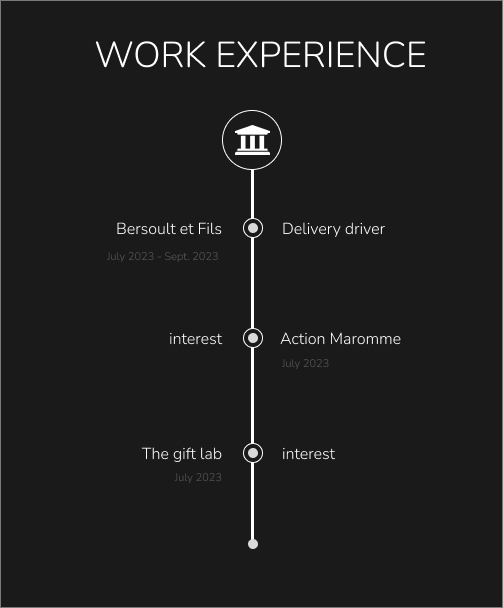 WORK EXPERIENCE
Bersoult et Fils
Delivery driver
July 2023 - Sept. 2023
interest
Action Maromme
July 2023
The gift lab
interest
July 2023